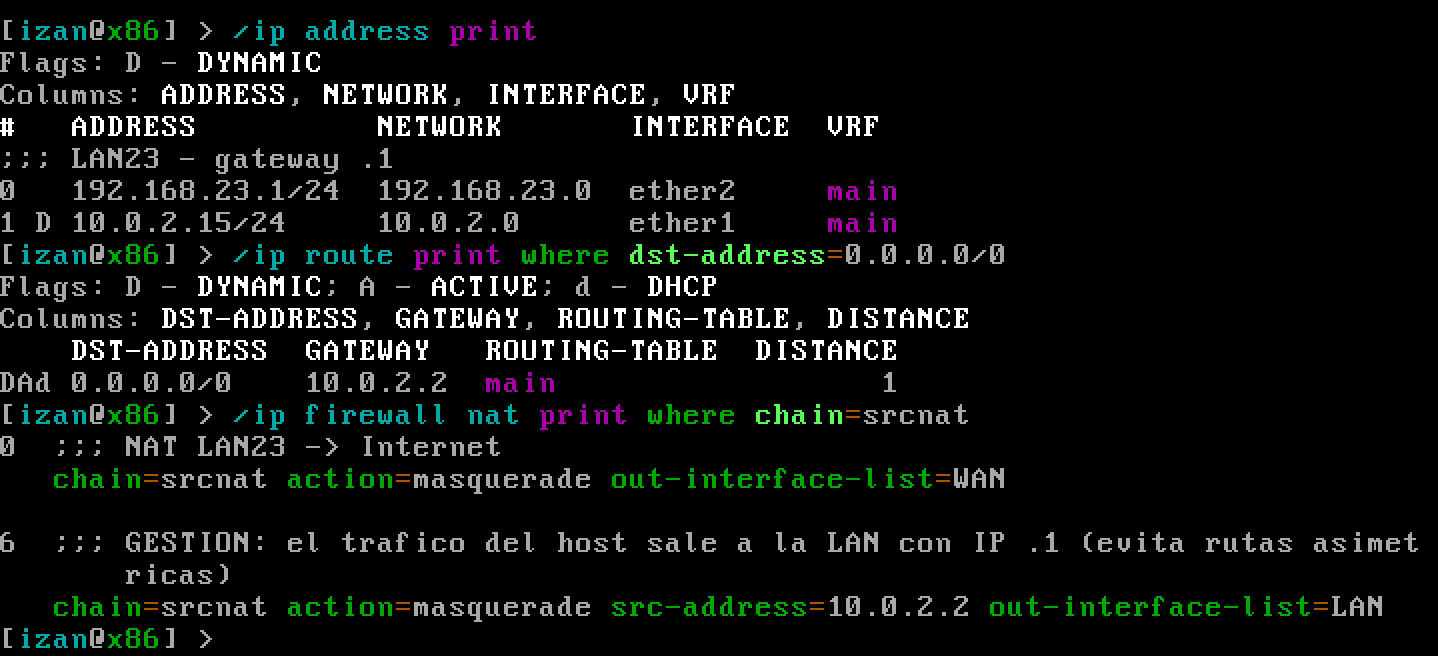 [izan@x86] > /ip address print
Flags: D - DYNAMIC
Columns: ADDRESS, NETWORK, INTERFACE, VRF
#   ADDRESS          NETWORK       INTERFACE  VRF
;;; LAN23 - gateway .1
0   192.168.23.1/24  192.168.23.0  ether2     main
1 D 10.0.2.15/24     10.0.2.0      ether1     main
[izan@x86] > /ip route print where dst-address=0.0.0.0/0
Flags: D - DYNAMIC; A - ACTIVE; d - DHCP
Columns: DST-ADDRESS, GATEWAY, ROUTING-TABLE, DISTANCE
    DST-ADDRESS  GATEWAY   ROUTING-TABLE  DISTANCE
DAd 0.0.0.0/0    10.0.2.2  main                  1
[izan@x86] > /ip firewall nat print where chain=srcnat
0  ;;; NAT LAN23 -> Internet
   chain=srcnat action=masquerade out-interface-list=WAN
6  ;;; GESTION: el trafico del host sale a la LAN con IP .1 (evita rutas asimet
       ricas)
   chain=srcnat action=masquerade src-address=10.0.2.2 out-interface-list=LAN
[izan@x86] >